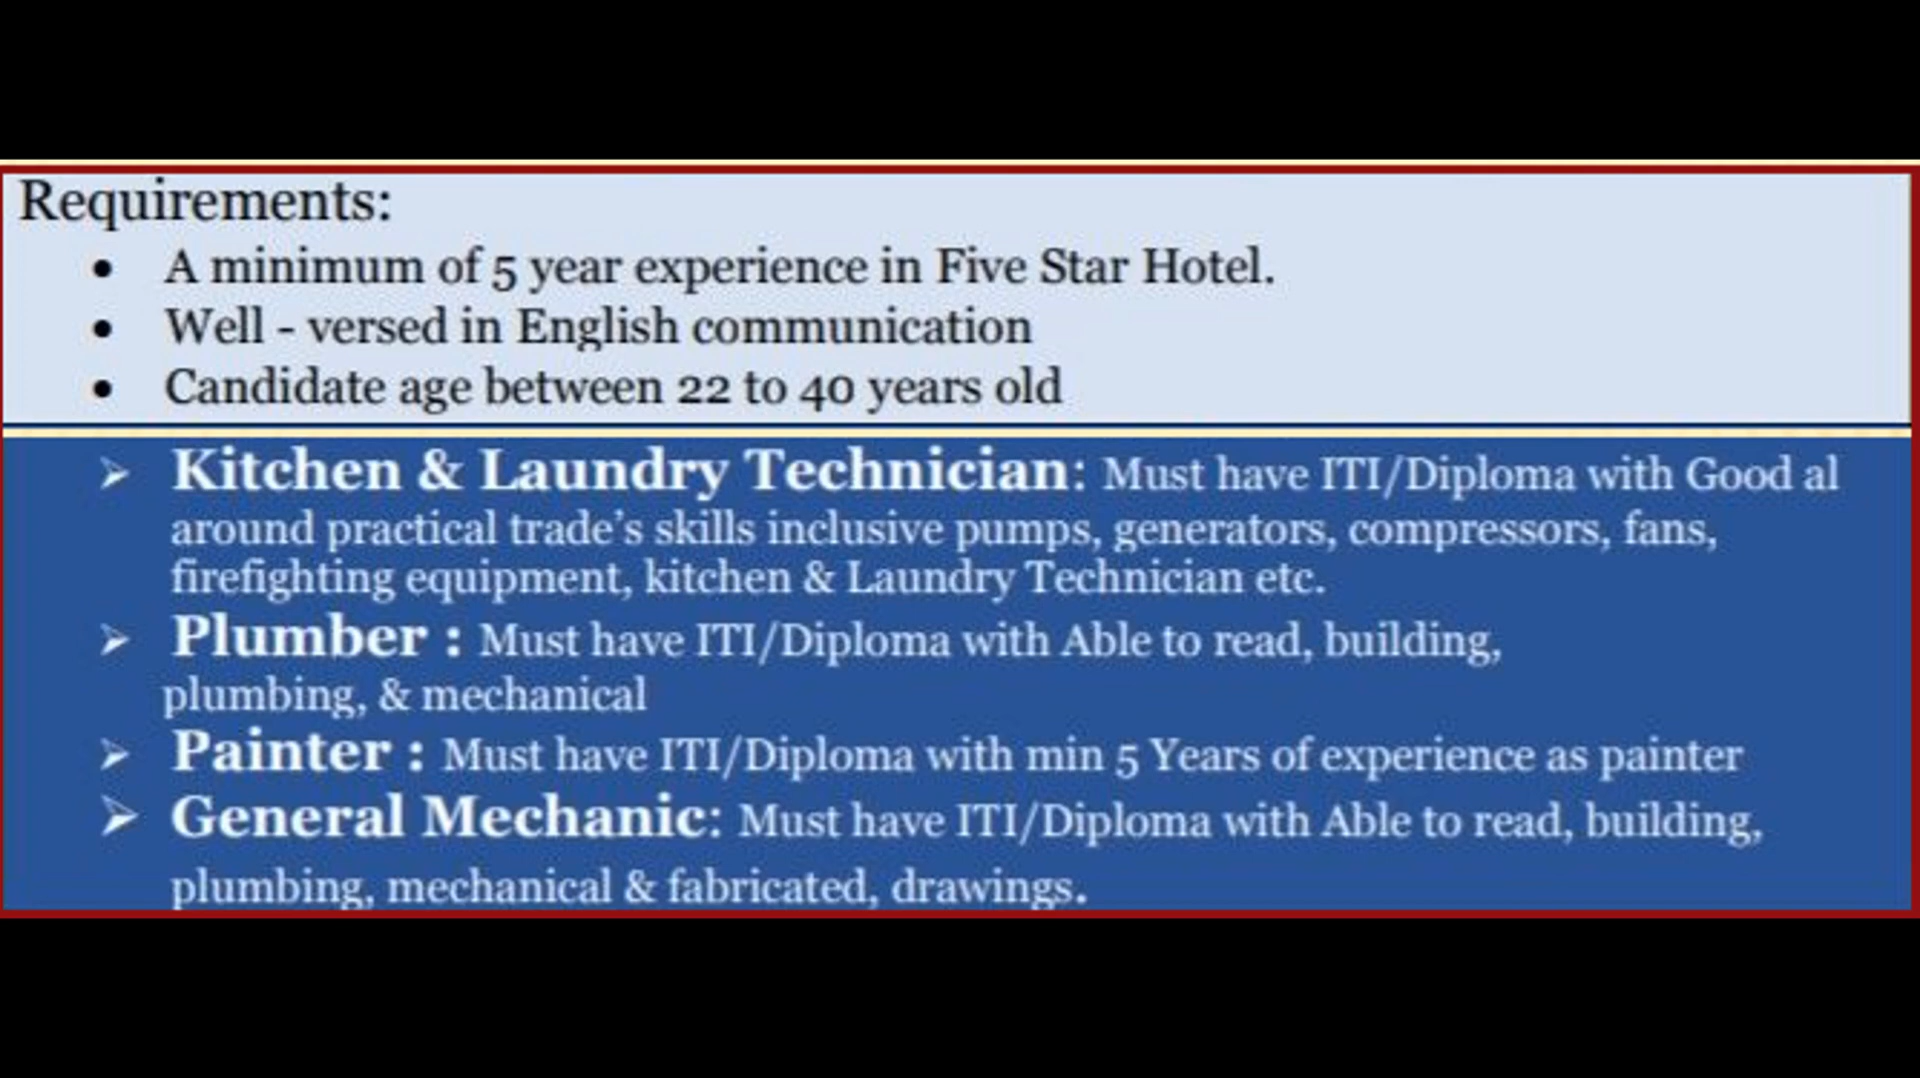 Requirements:
• A minimum of 5 year experience in Five Star Hotel.
• Well - versed in English communication
• Candidate age between 22 to 40 years old
➢ Kitchen & Laundry Technician: Must have ITI/Diploma with Good al
around practical trade’s skills inclusive pumps, generators, compressors, fans,
firefighting equipment, kitchen & Laundry Technician etc.
➢ Plumber : Must have ITI/Diploma with Able to read, building,
plumbing, & mechanical
➢ Painter : Must have ITI/Diploma with min 5 Years of experience as painter
➢ General Mechanic: Must have ITI/Diploma with Able to read, building,
plumbing, mechanical & fabricated, drawings.